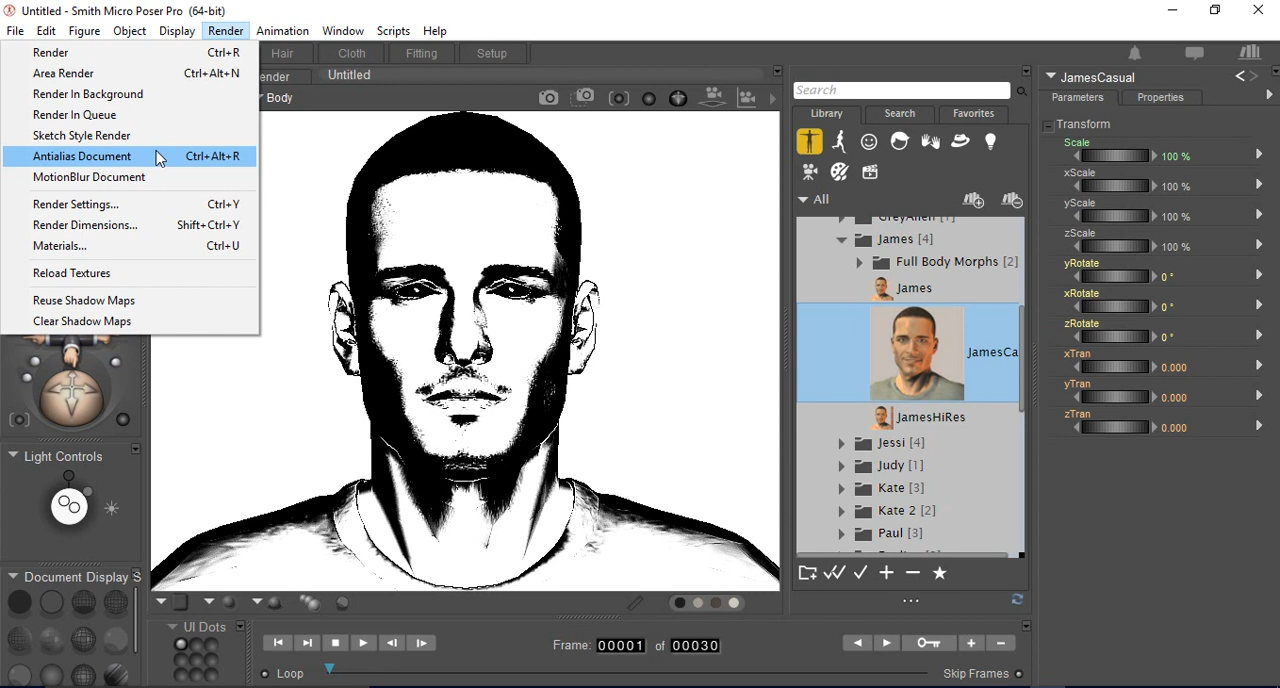 Untitled - Smith Micro Poser Pro (64-bit)
File Edit Figure Object Display Render Animation Window Scripts Help
Render Ctrl+R
Area Render Ctrl+Alt+N
Render In Background
Render In Queue
Sketch Style Render
Antialias Document Ctrl+Alt+R
MotionBlur Document
Render Settings... Ctrl+Y
Render Dimensions... Shift+Ctrl+Y
Materials... Ctrl+U
Reload Textures
Reuse Shadow Maps
Clear Shadow Maps
Hair Cloth Fitting Setup
ender Untitled
Body
Light Controls
Document Display S
UI Dots
Frame: 00001 of 00030
Loop
Skip Frames
Search
Library Search Favorites
All
GreyAlien [1]
James [4]
Full Body Morphs [2]
James
JamesCa
JamesHiRes
Jessi [4]
Judy [1]
Kate [3]
Kate 2 [2]
Paul [3]
JamesCasual
Parameters Properties
Transform
Scale
100 %
xScale
100 %
yScale
100 %
zScale
100 %
yRotate
0 °
xRotate
0 °
zRotate
0 °
xTran
0.000
yTran
0.000
zTran
0.000